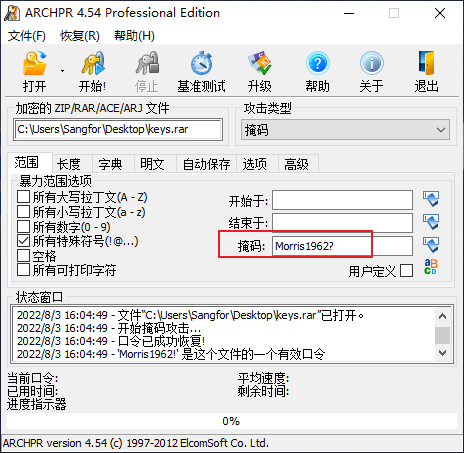 ARCHPR 4.54 Professional Edition
文件(F) 恢复(R) 帮助(H)
打开 开始! 停止 基准测试 升级 帮助 关于 退出
加密的 ZIP/RAR/ACE/ARJ 文件 攻击类型
C:\Users\Sangfor\Desktop\keys.rar 掩码
范围 长度 字典 明文 自动保存 选项 高级
暴力范围选项
所有大写拉丁文(A - Z) 开始于:
所有小写拉丁文(a - z)
所有数字(0 - 9) 结束于:
所有特殊符号(!@...) 掩码: Morris1962?
空格
所有可打印字符 用户定义
状态窗口
2022/8/3 16:04:49 - 文件“C:\Users\Sangfor\Desktop\keys.rar”已打开。
2022/8/3 16:04:49 - 开始掩码攻击...
2022/8/3 16:04:49 - 口令已成功恢复!
2022/8/3 16:04:49 - 'Morris1962!' 是这个文件的一个有效口令
当前口令: 平均速度:
已用时间: 剩余时间:
进度指示器
0%
ARCHPR version 4.54 (c) 1997-2012 ElcomSoft Co. Ltd.